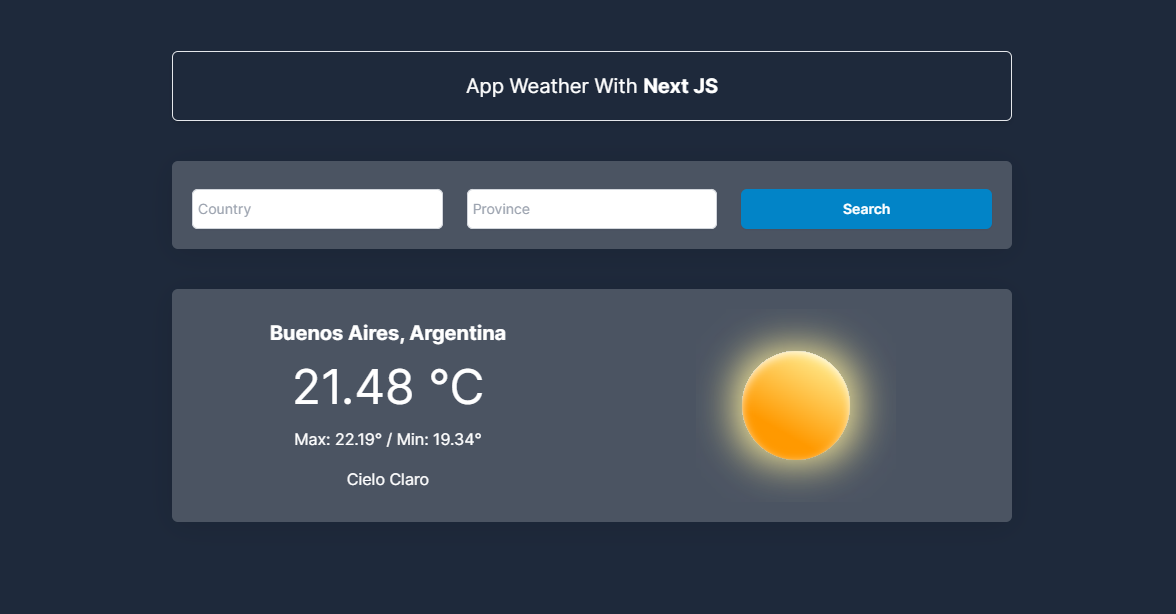 App Weather With Next JS
Country
Province
Search
Buenos Aires, Argentina
21.48 °C
Max: 22.19° / Min: 19.34°
Cielo Claro